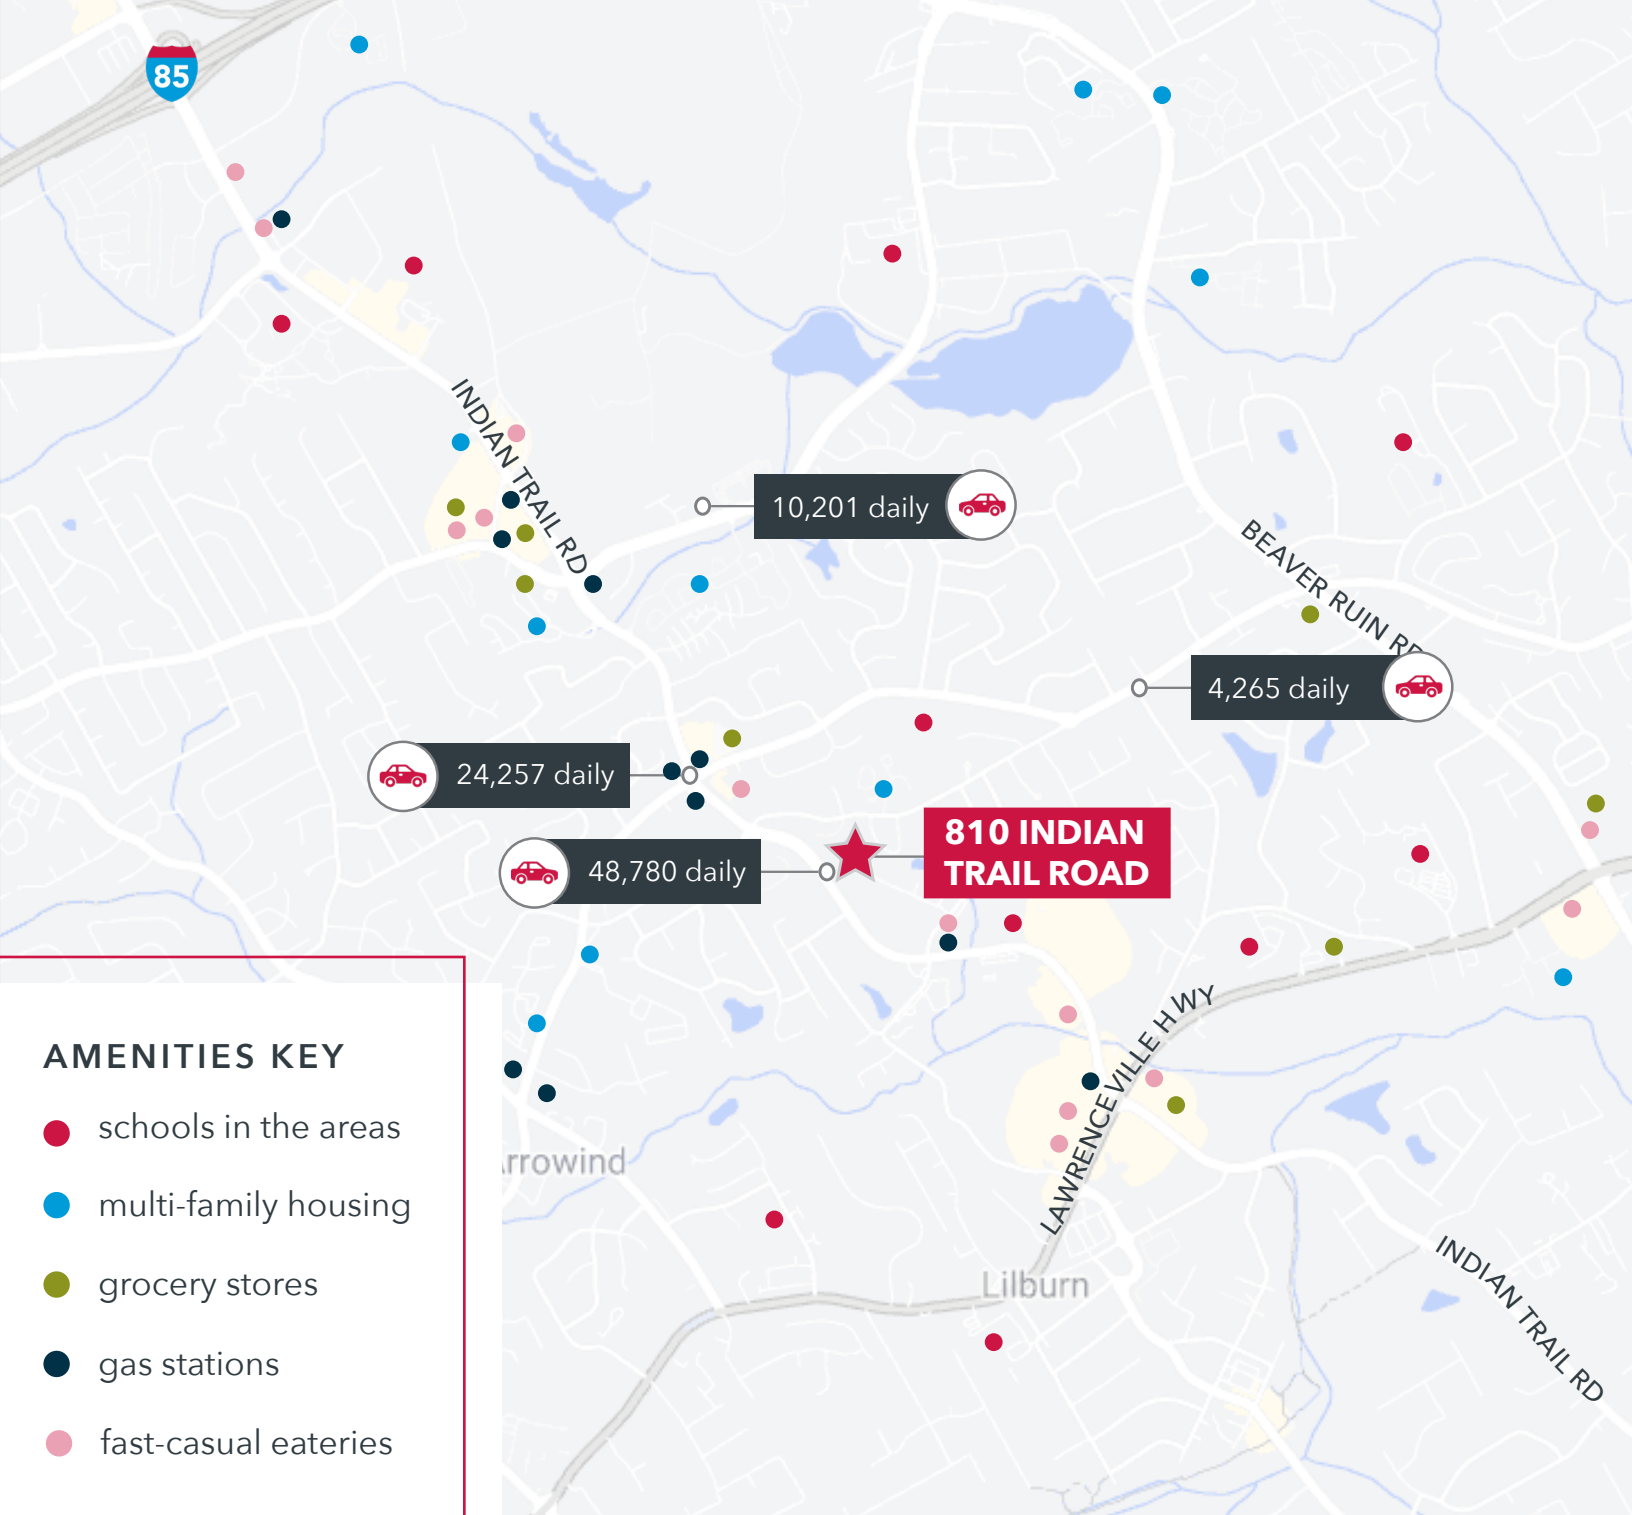 85
INDIAN TRAIL RD
10,201 daily
BEAVER RUIN RD
4,265 daily
24,257 daily
810 INDIAN
TRAIL ROAD
48,780 daily
LAWRENCEVILLE HWY
AMENITIES KEY
schools in the areas
multi-family housing
grocery stores
gas stations
fast-casual eateries
rrowind
Lilburn
INDIAN TRAIL RD